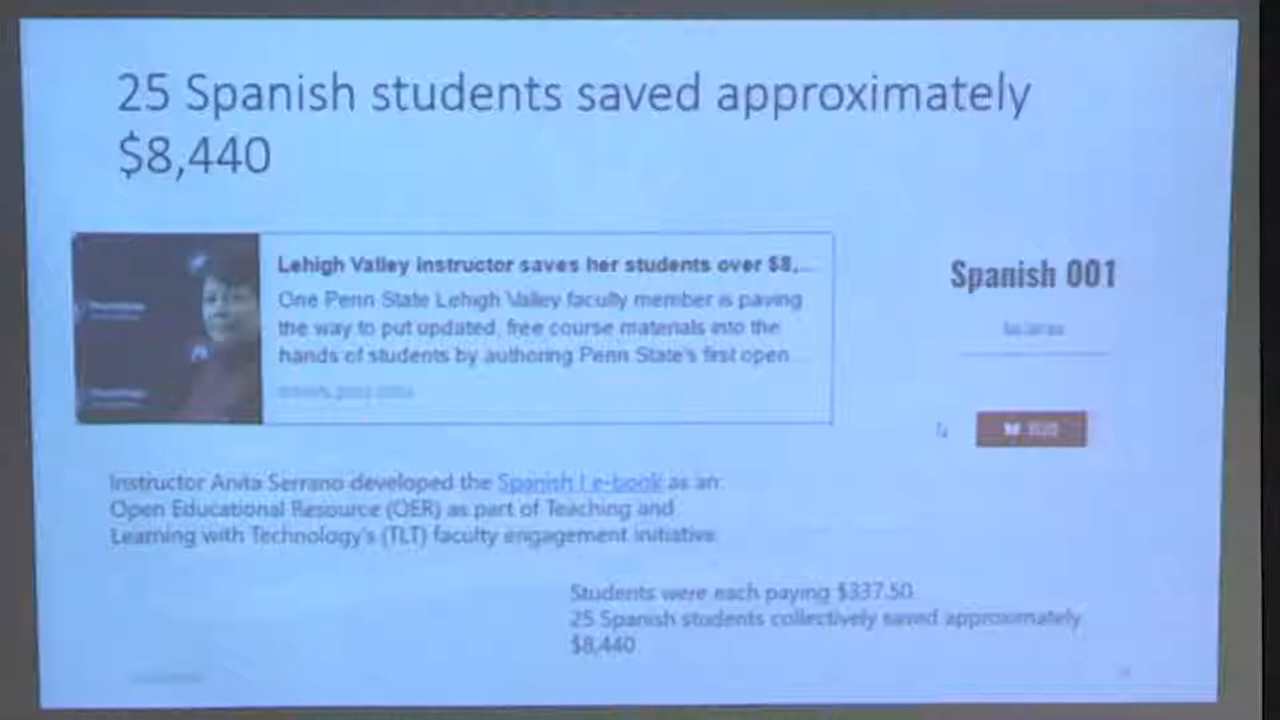 25 Spanish students saved approximately
$8,440
Lehigh Valley instructor saves her students over $8,...
One Penn State Lehigh Valley faculty member is paving
the way to put updated, free course materials into the
hands of students by authoring Penn State's first open
Spanish 001
Instructor Anita Serrano developed the Spanish I e-book as an
Open Educational Resource (OER) as part of Teaching and
Learning with Technology's (TLT) faculty engagement initiative
Students were each paying $337.50
25 Spanish students collectively saved approximately
$8,440